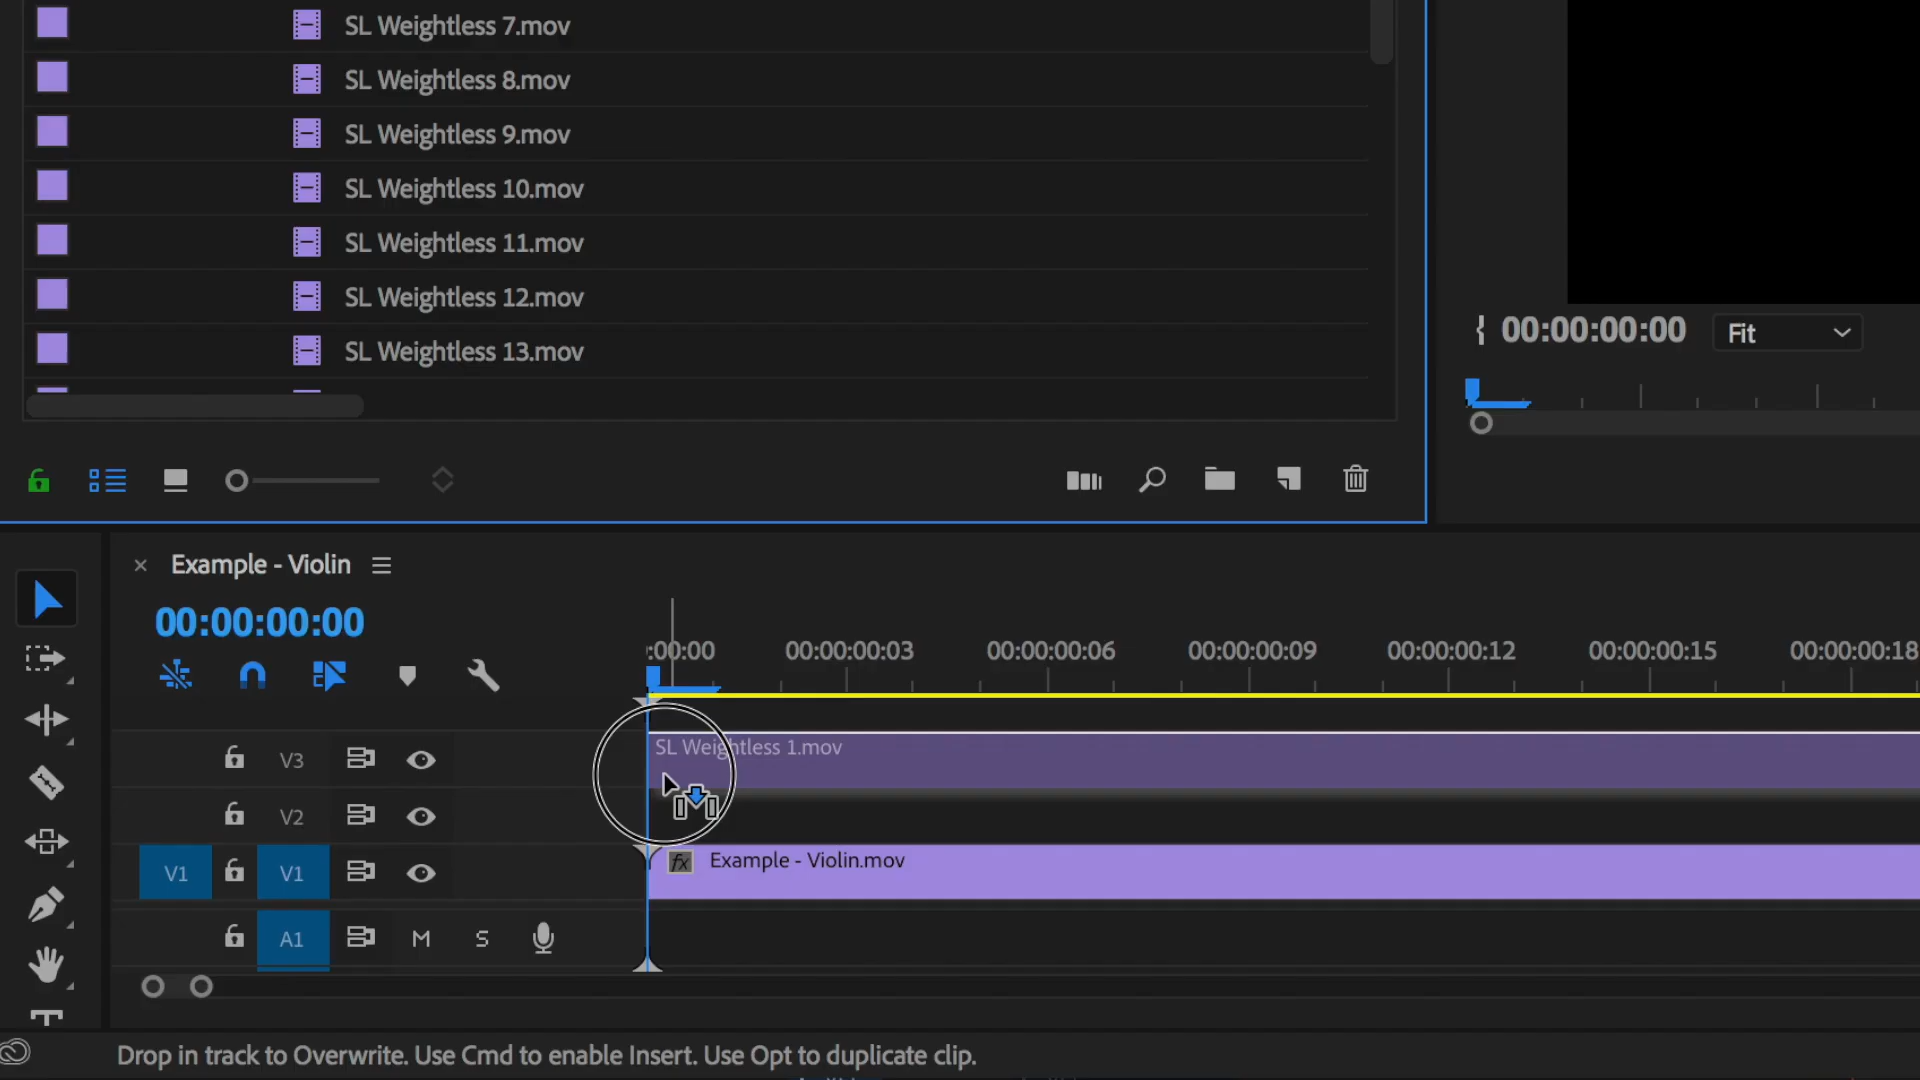 SL Weightless 7.mov
SL Weightless 8.mov
SL Weightless 9.mov
SL Weightless 10.mov
SL Weightless 11.mov
SL Weightless 12.mov
SL Weightless 13.mov
00:00:00:00 Fit
Example - Violin
00:00:00:00
:00:00 00:00:00:03 00:00:00:06 00:00:00:09 00:00:00:12 00:00:00:15 00:00:00:18
V3 SL Weightless 1.mov
V2
V1 V1 fx Example - Violin.mov
A1 M S
Drop in track to Overwrite. Use Cmd to enable Insert. Use Opt to duplicate clip.